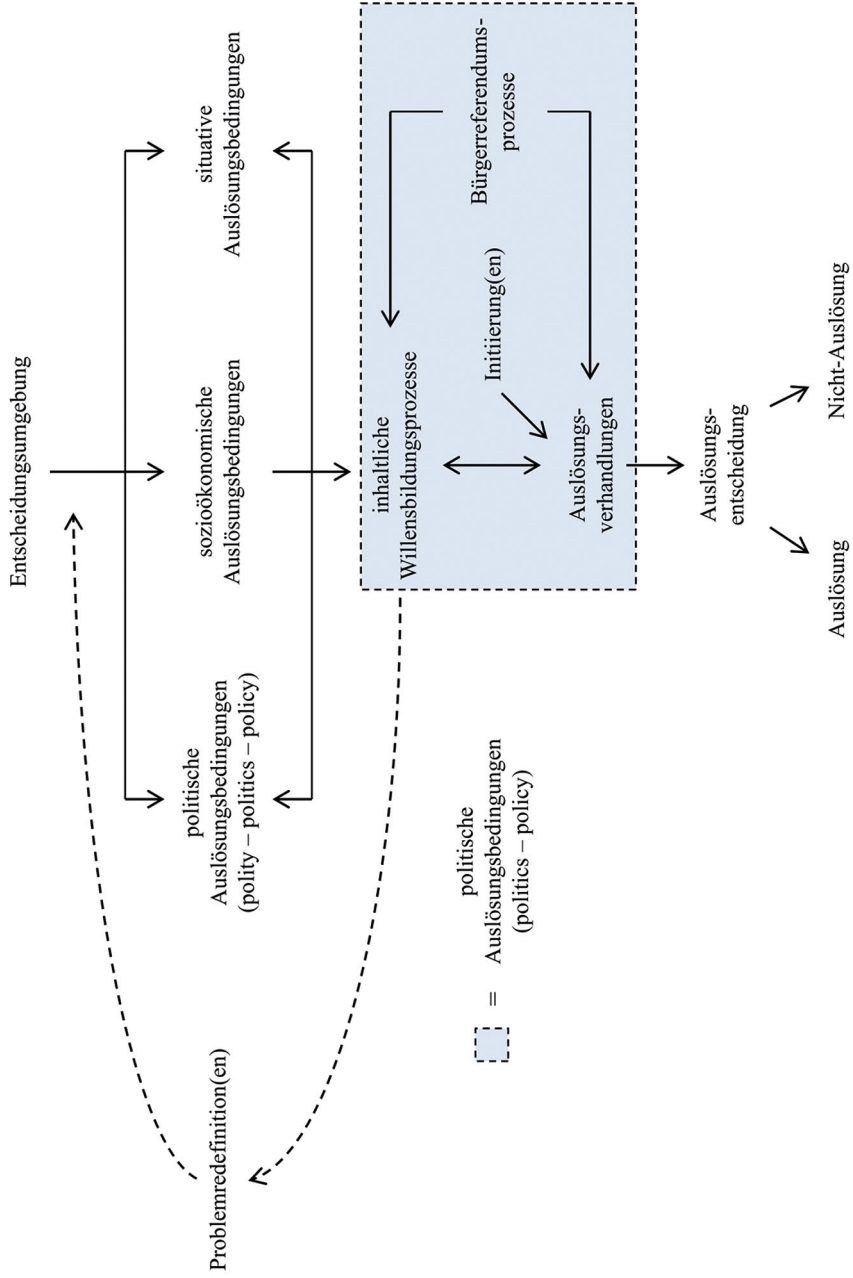 Entscheidungsumgebung
politische
Auslösungsbedingungen
(polity – politics – policy)
sozioökonomische
Auslösungsbedingungen
situative
Auslösungsbedingungen
Problemredefinition(en)
inhaltliche
Willensbildungsprozesse
Initiierung(en)
Bürgerreferendums-
prozesse
Auslösungs-
verhandlungen
=
politische
Auslösungsbedingungen
(politics – policy)
Auslösungs-
entscheidung
Auslösung
Nicht-Auslösung